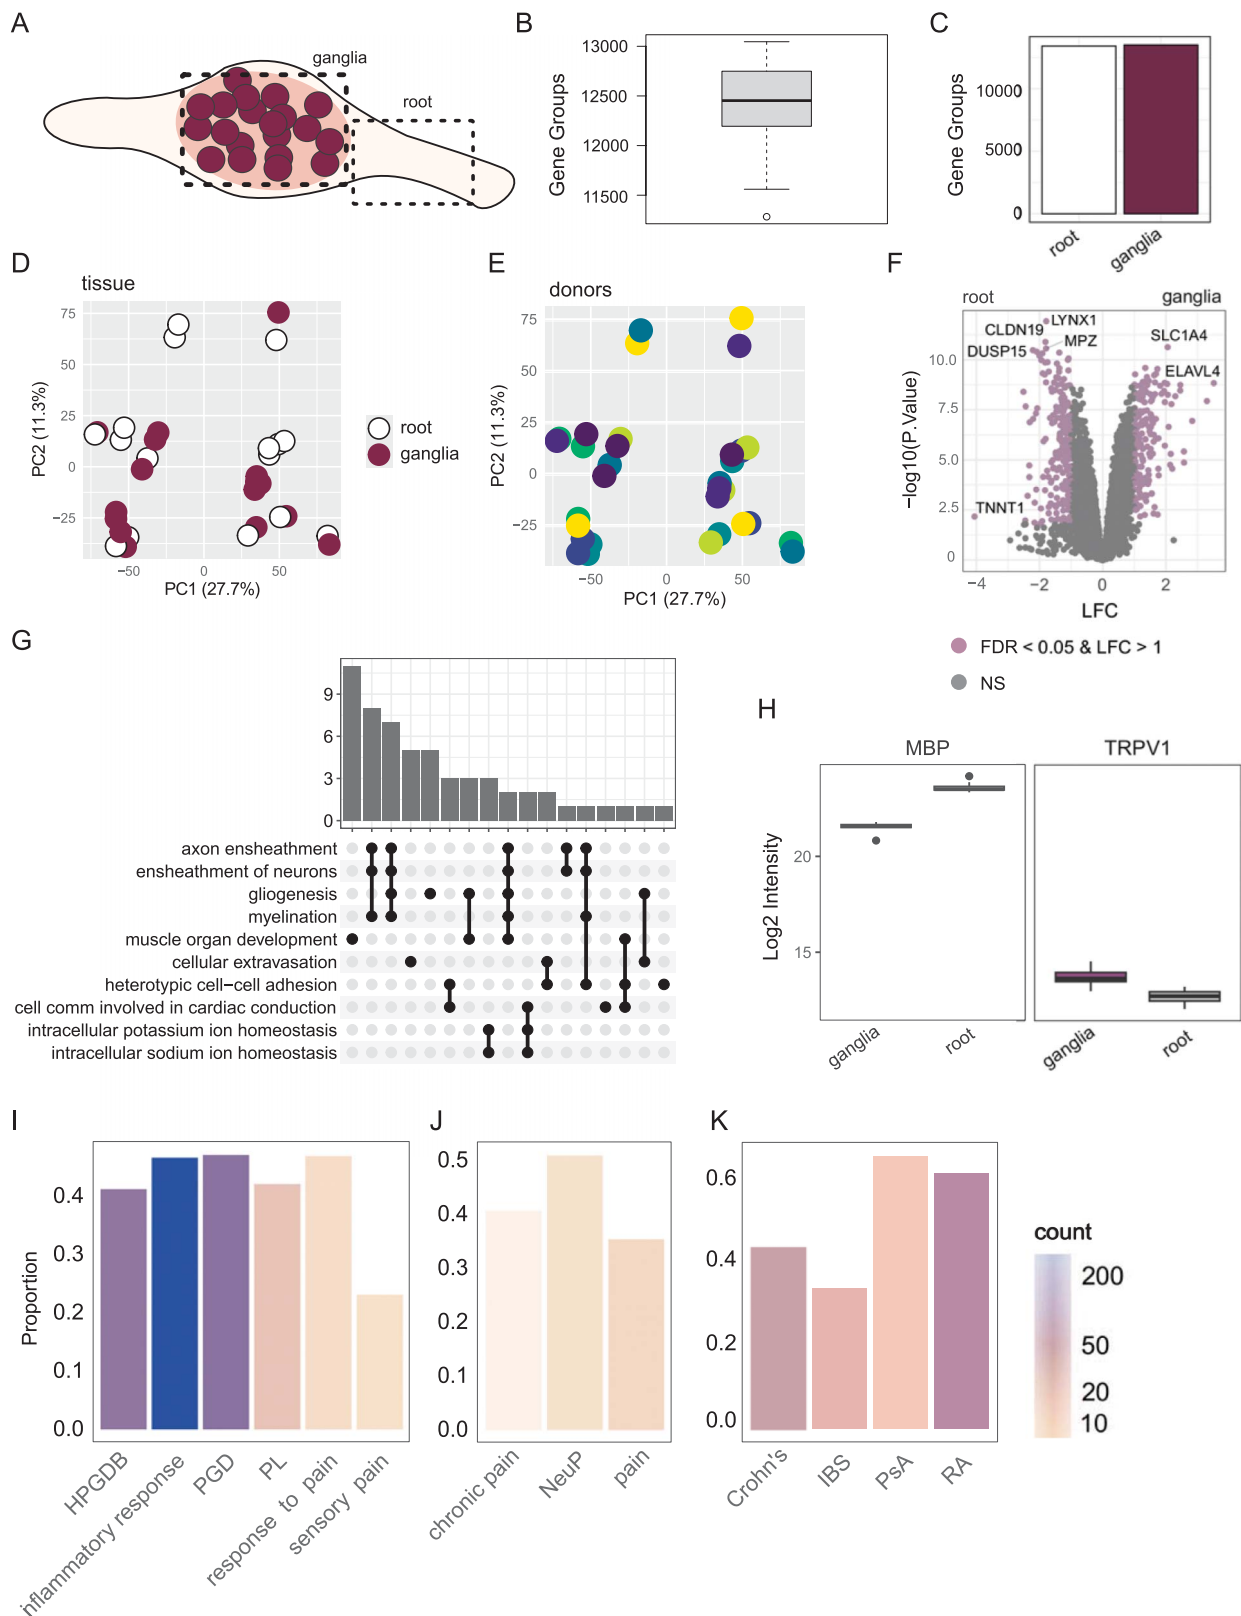 A
ganglia
root
B
Gene Groups
13000
12500
12000
11500
C
Gene Groups
10000
5000
0
root
ganglia
D
tissue
PC2 (11.3%)
75
50
25
0
−25
−50
0
50
PC1 (27.7%)
root
ganglia
E
donors
PC2 (11.3%)
75
50
25
0
−25
−50
0
50
PC1 (27.7%)
F
root
ganglia
−log10(P.Value)
10.0
7.5
5.0
2.5
0
LYNX1
CLDN19
MPZ
DUSP15
SLC1A4
ELAVL4
TNNT1
−4
−2
0
2
LFC
FDR < 0.05 & LFC > 1
NS
G
9
6
3
0
axon ensheathment
ensheathment of neurons
gliogenesis
myelination
muscle organ development
cellular extravasation
heterotypic cell−cell adhesion
cell comm involved in cardiac conduction
intracellular potassium ion homeostasis
intracellular sodium ion homeostasis
H
MBP
TRPV1
Log2 Intensity
20
15
ganglia
root
ganglia
root
I
Proportion
0.4
0.3
0.2
0.1
0.0
HPGDB
inflammatory response
PGD
PL
response to pain
sensory pain
J
0.5
0.4
0.3
0.2
0.1
0.0
chronic pain
NeuP
pain
K
0.6
0.4
0.2
0.0
Crohn's
IBS
PsA
RA
count
200
50
20
10